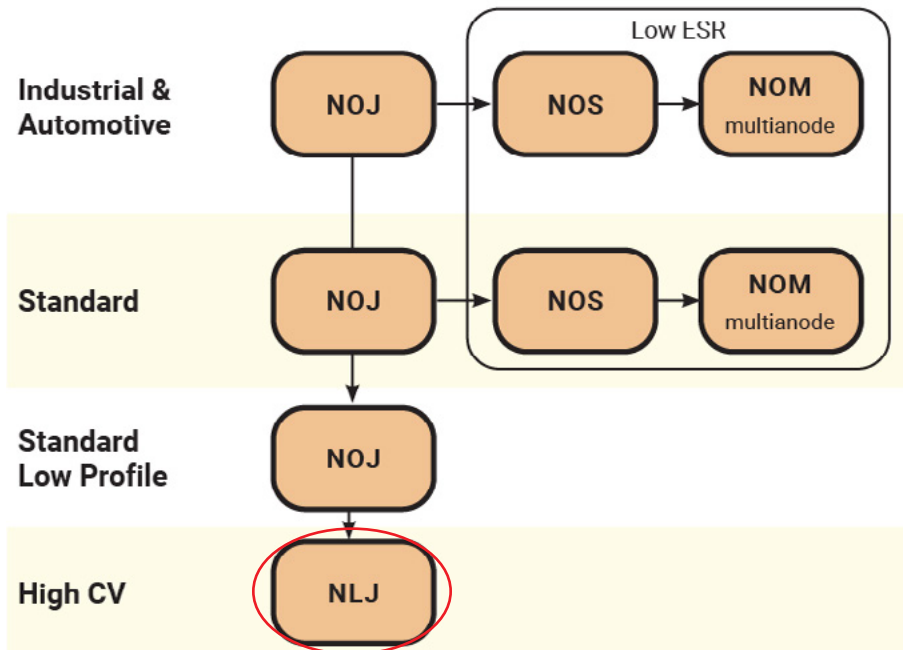 Low ESR
Industrial &
Automotive
NOJ
NOS
NOM
multianode
Standard
NOJ
NOS
NOM
multianode
Standard
Low Profile
NOJ
High CV
NLJ